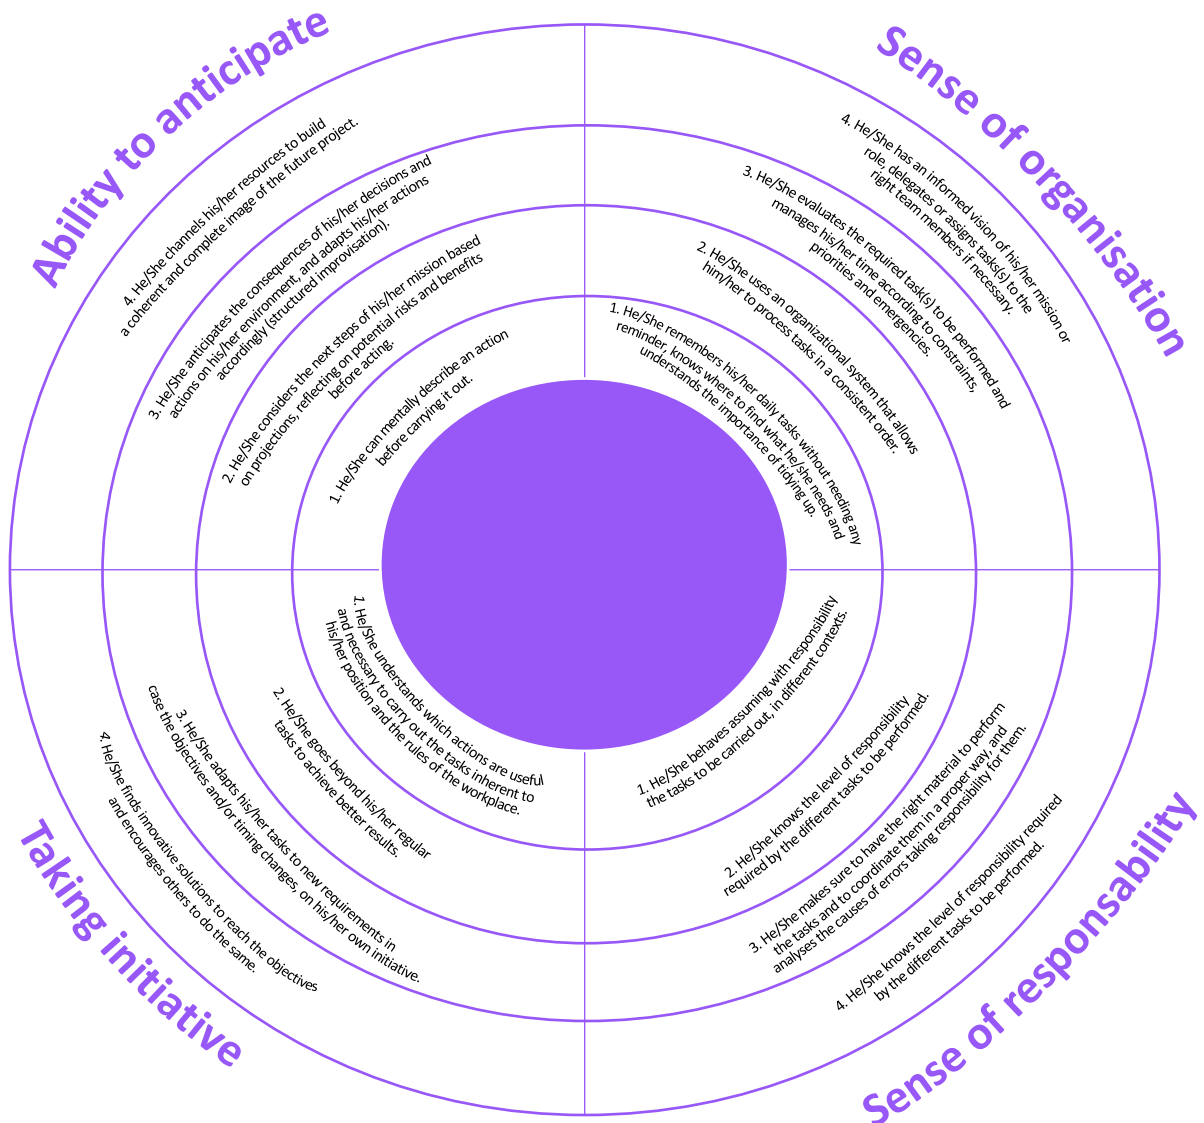 Ability to anticipate
4. He/She channels his/her resources to build
a coherent and complete image of the future project.
3. He/She anticipates the consequences of his/her decisions and
actions on his/her environment, and adapts his/her actions
accordingly (structured improvisation).
2. He/She considers the next steps of his/her mission based
on projections, reflecting on potential risks and benefits
before acting.
1. He/She can mentally describe an action
before carrying it out.
Sense of organisation
4. He/She has an informed vision of his/her mission or
role, delegates or assigns tasks(s) to the
right team members if necessary.
3. He/She evaluates the required task(s) to be performed and
manages his/her time according to constraints,
priorities and emergencies.
2. He/She uses an organizational system that allows
him/her to process tasks in a consistent order.
1. He/She remembers his/her daily tasks without needing any
reminder, knows where to find what he/she needs and
understands the importance of tidying up.
Taking initiative
1. He/She understands which actions are useful
and necessary to carry out the tasks inherent to
his/her position and the rules of the workplace.
2. He/She goes beyond his/her regular
tasks to achieve better results.
3. He/She adapts his/her tasks to new requirements in
case the objectives and/or timing changes, on his/her own initiative.
4. He/She finds innovative solutions to reach the objectives
and encourages others to do the same.
Sense of responsability
1. He/She behaves assuming with responsibility
the tasks to be carried out, in different contexts.
2. He/She knows the level of responsibility
required by the different tasks to be performed.
3. He/She makes sure to have the right material to perform
the tasks and to coordinate them in a proper way, and
analyses the causes of errors taking responsibility for them.
4. He/She knows the level of responsibility required
by the different tasks to be performed.